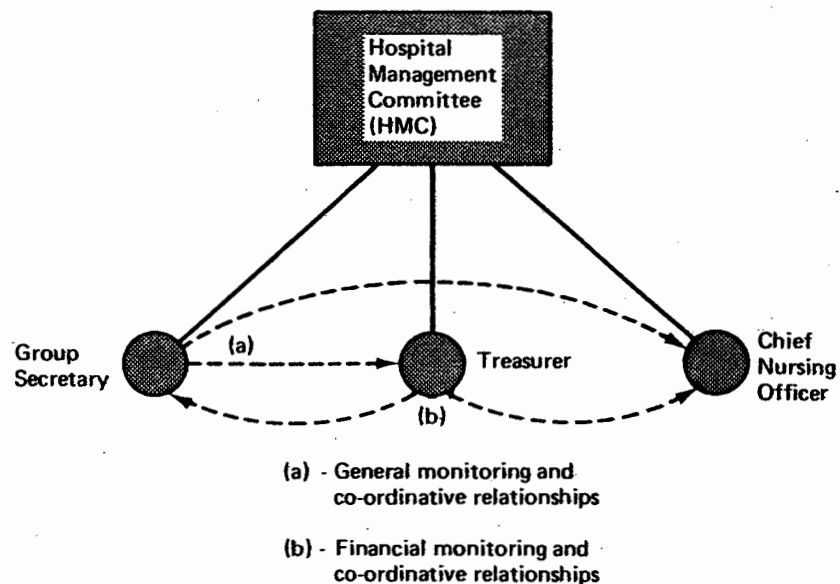 Hospital
Management
Committee
(HMC)
Group
Secretary
(a)
Treasurer
(b)
Chief
Nursing
Officer
(a) - General monitoring and
co-ordinative relationships
(b) - Financial monitoring and
co-ordinative relationships